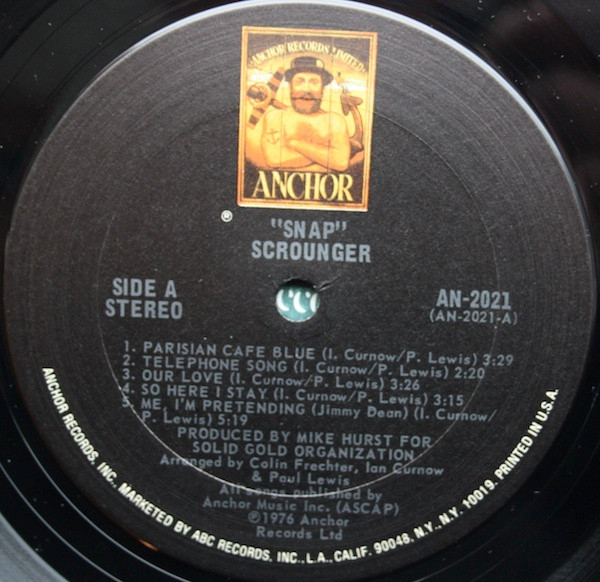 ANCHOR RECORDS LIMITED
ANCHOR
®
"SNAP"
SCROUNGER
SIDE A
STEREO
AN-2021
(AN-2021-A)
1. PARISIAN CAFE BLUE (I. Curnow/P. Lewis) 3:29
2. TELEPHONE SONG (I. Curnow/P. Lewis) 2:20
3. OUR LOVE (I. Curnow/P. Lewis) 3:26
4. SO HERE I STAY (I. Curnow/P. Lewis) 3:15
5. ME, I'M PRETENDING (Jimmy Dean) (I. Curnow/
P. Lewis) 5:19
PRODUCED BY MIKE HURST FOR
SOLID GOLD ORGANIZATION
Arranged by Colin Frechter, Ian Curnow
& Paul Lewis
All songs published by
Anchor Music Inc. (ASCAP)
℗1976 Anchor
Records Ltd
ANCHOR RECORDS, INC., MARKETED BY ABC RECORDS, INC., L.A., CALIF. 90048, N.Y., N.Y. 10019. PRINTED IN U.S.A.